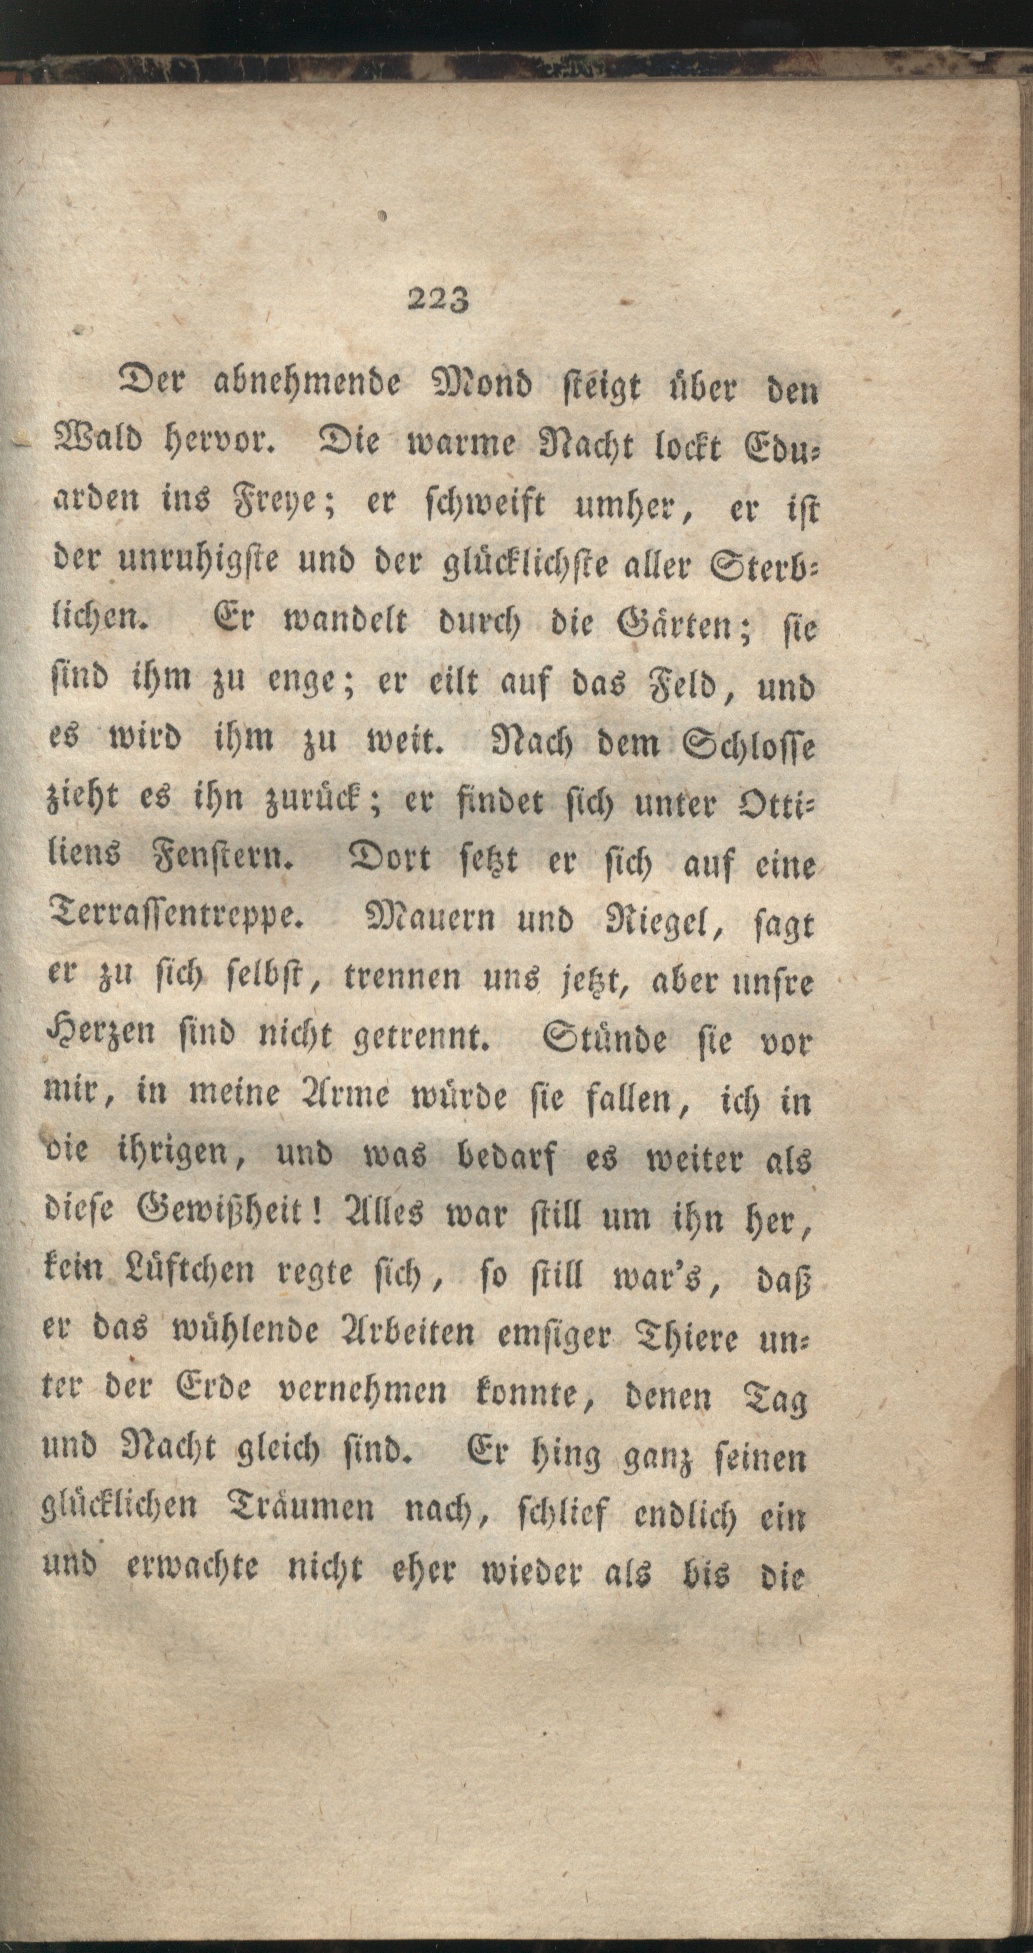 223
Der abnehmende Mond steigt über den
Wald hervor. Die warme Nacht lockt Edu-
arden ins Freye; er schweift umher, er ist
der unruhigste und der glücklichste aller Sterb-
lichen. Er wandelt durch die Gärten; sie
sind ihm zu enge; er eilt auf das Feld, und
es wird ihm zu weit. Nach dem Schlosse
zieht es ihn zurück; er findet sich unter Otti-
liens Fenstern. Dort setzt er sich auf eine
Terrassentreppe. Mauern und Riegel, sagt
er zu sich selbst, trennen uns jetzt, aber unsre
Herzen sind nicht getrennt. Stünde sie vor
mir, in meine Arme würde sie fallen, ich in
die ihrigen, und was bedarf es weiter als
diese Gewißheit! Alles war still um ihn her,
kein Lüftchen regte sich, so still war's, daß
er das wühlende Arbeiten emsiger Thiere un-
ter der Erde vernehmen konnte, denen Tag
und Nacht gleich sind. Er hing ganz seinen
glücklichen Träumen nach, schlief endlich ein
und erwachte nicht eher wieder als bis die